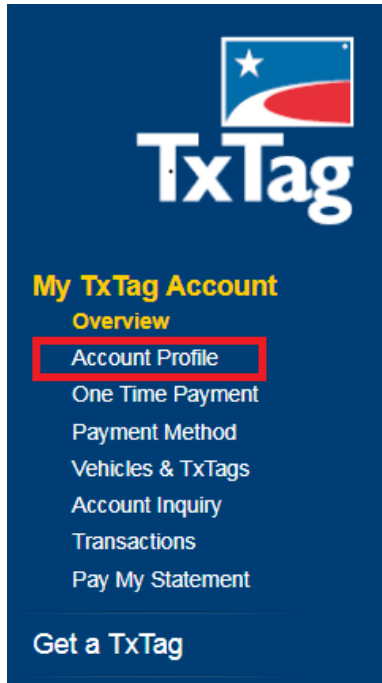 TxTag
My TxTag Account
Overview
Account Profile
One Time Payment
Payment Method
Vehicles & TxTags
Account Inquiry
Transactions
Pay My Statement
Get a TxTag